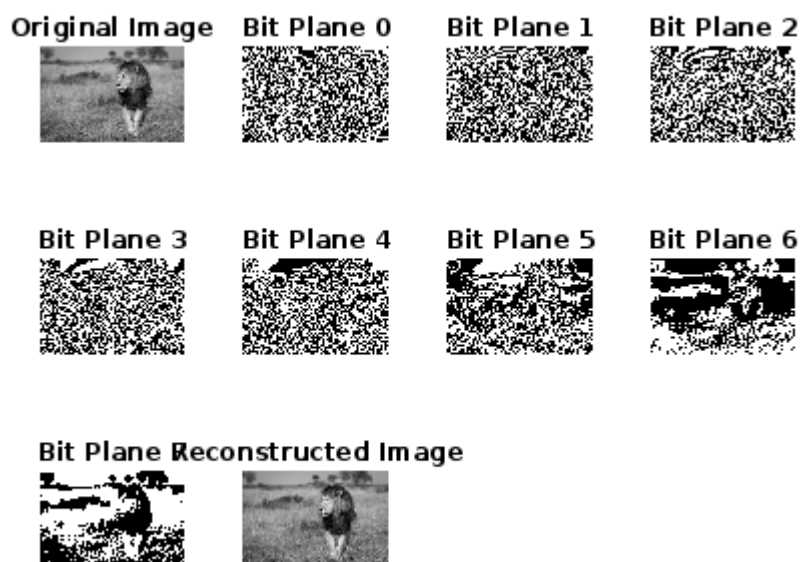 Original Image
Bit Plane 0
Bit Plane 1
Bit Plane 2
Bit Plane 3
Bit Plane 4
Bit Plane 5
Bit Plane 6
Bit Plane
Reconstructed Image